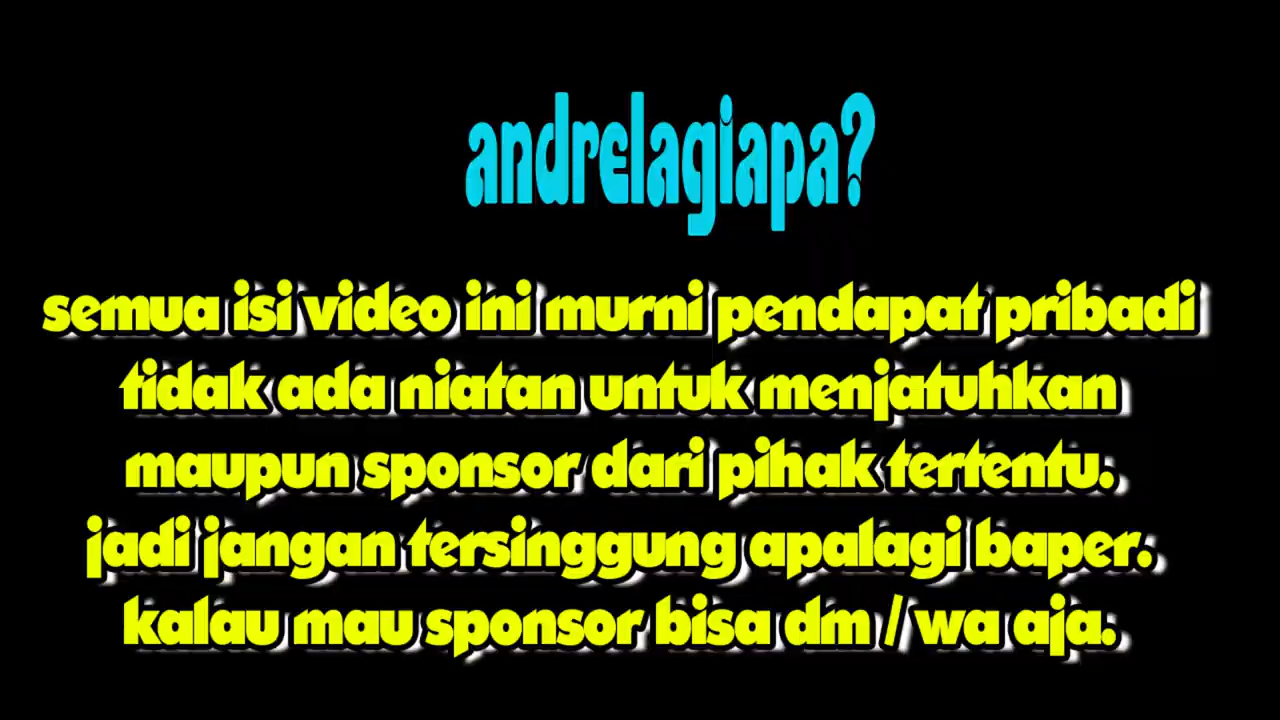 andrelagiapa?
semua isi video ini murni pendapat pribadi
tidak ada niatan untuk menjatuhkan
maupun sponsor dari pihak tertentu.
jadi jangan tersinggung apalagi baper.
kalau mau sponsor bisa dm / wa aja.